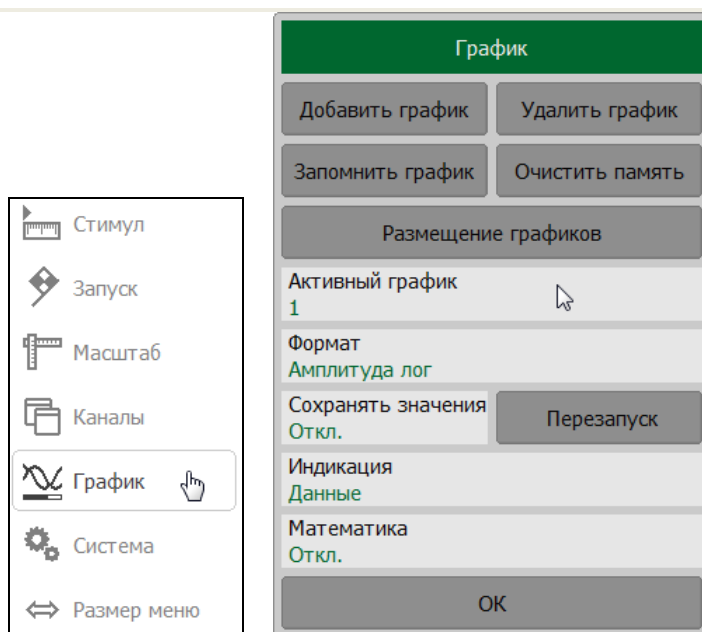 Стимул
Запуск
Масштаб
Каналы
График
Система
Размер меню
График
Добавить график
Удалить график
Запомнить график
Очистить память
Размещение графиков
Активный график
1
Формат
Амплитуда лог
Сохранять значения
Откл.
Перезапуск
Индикация
Данные
Математика
Откл.
ОК